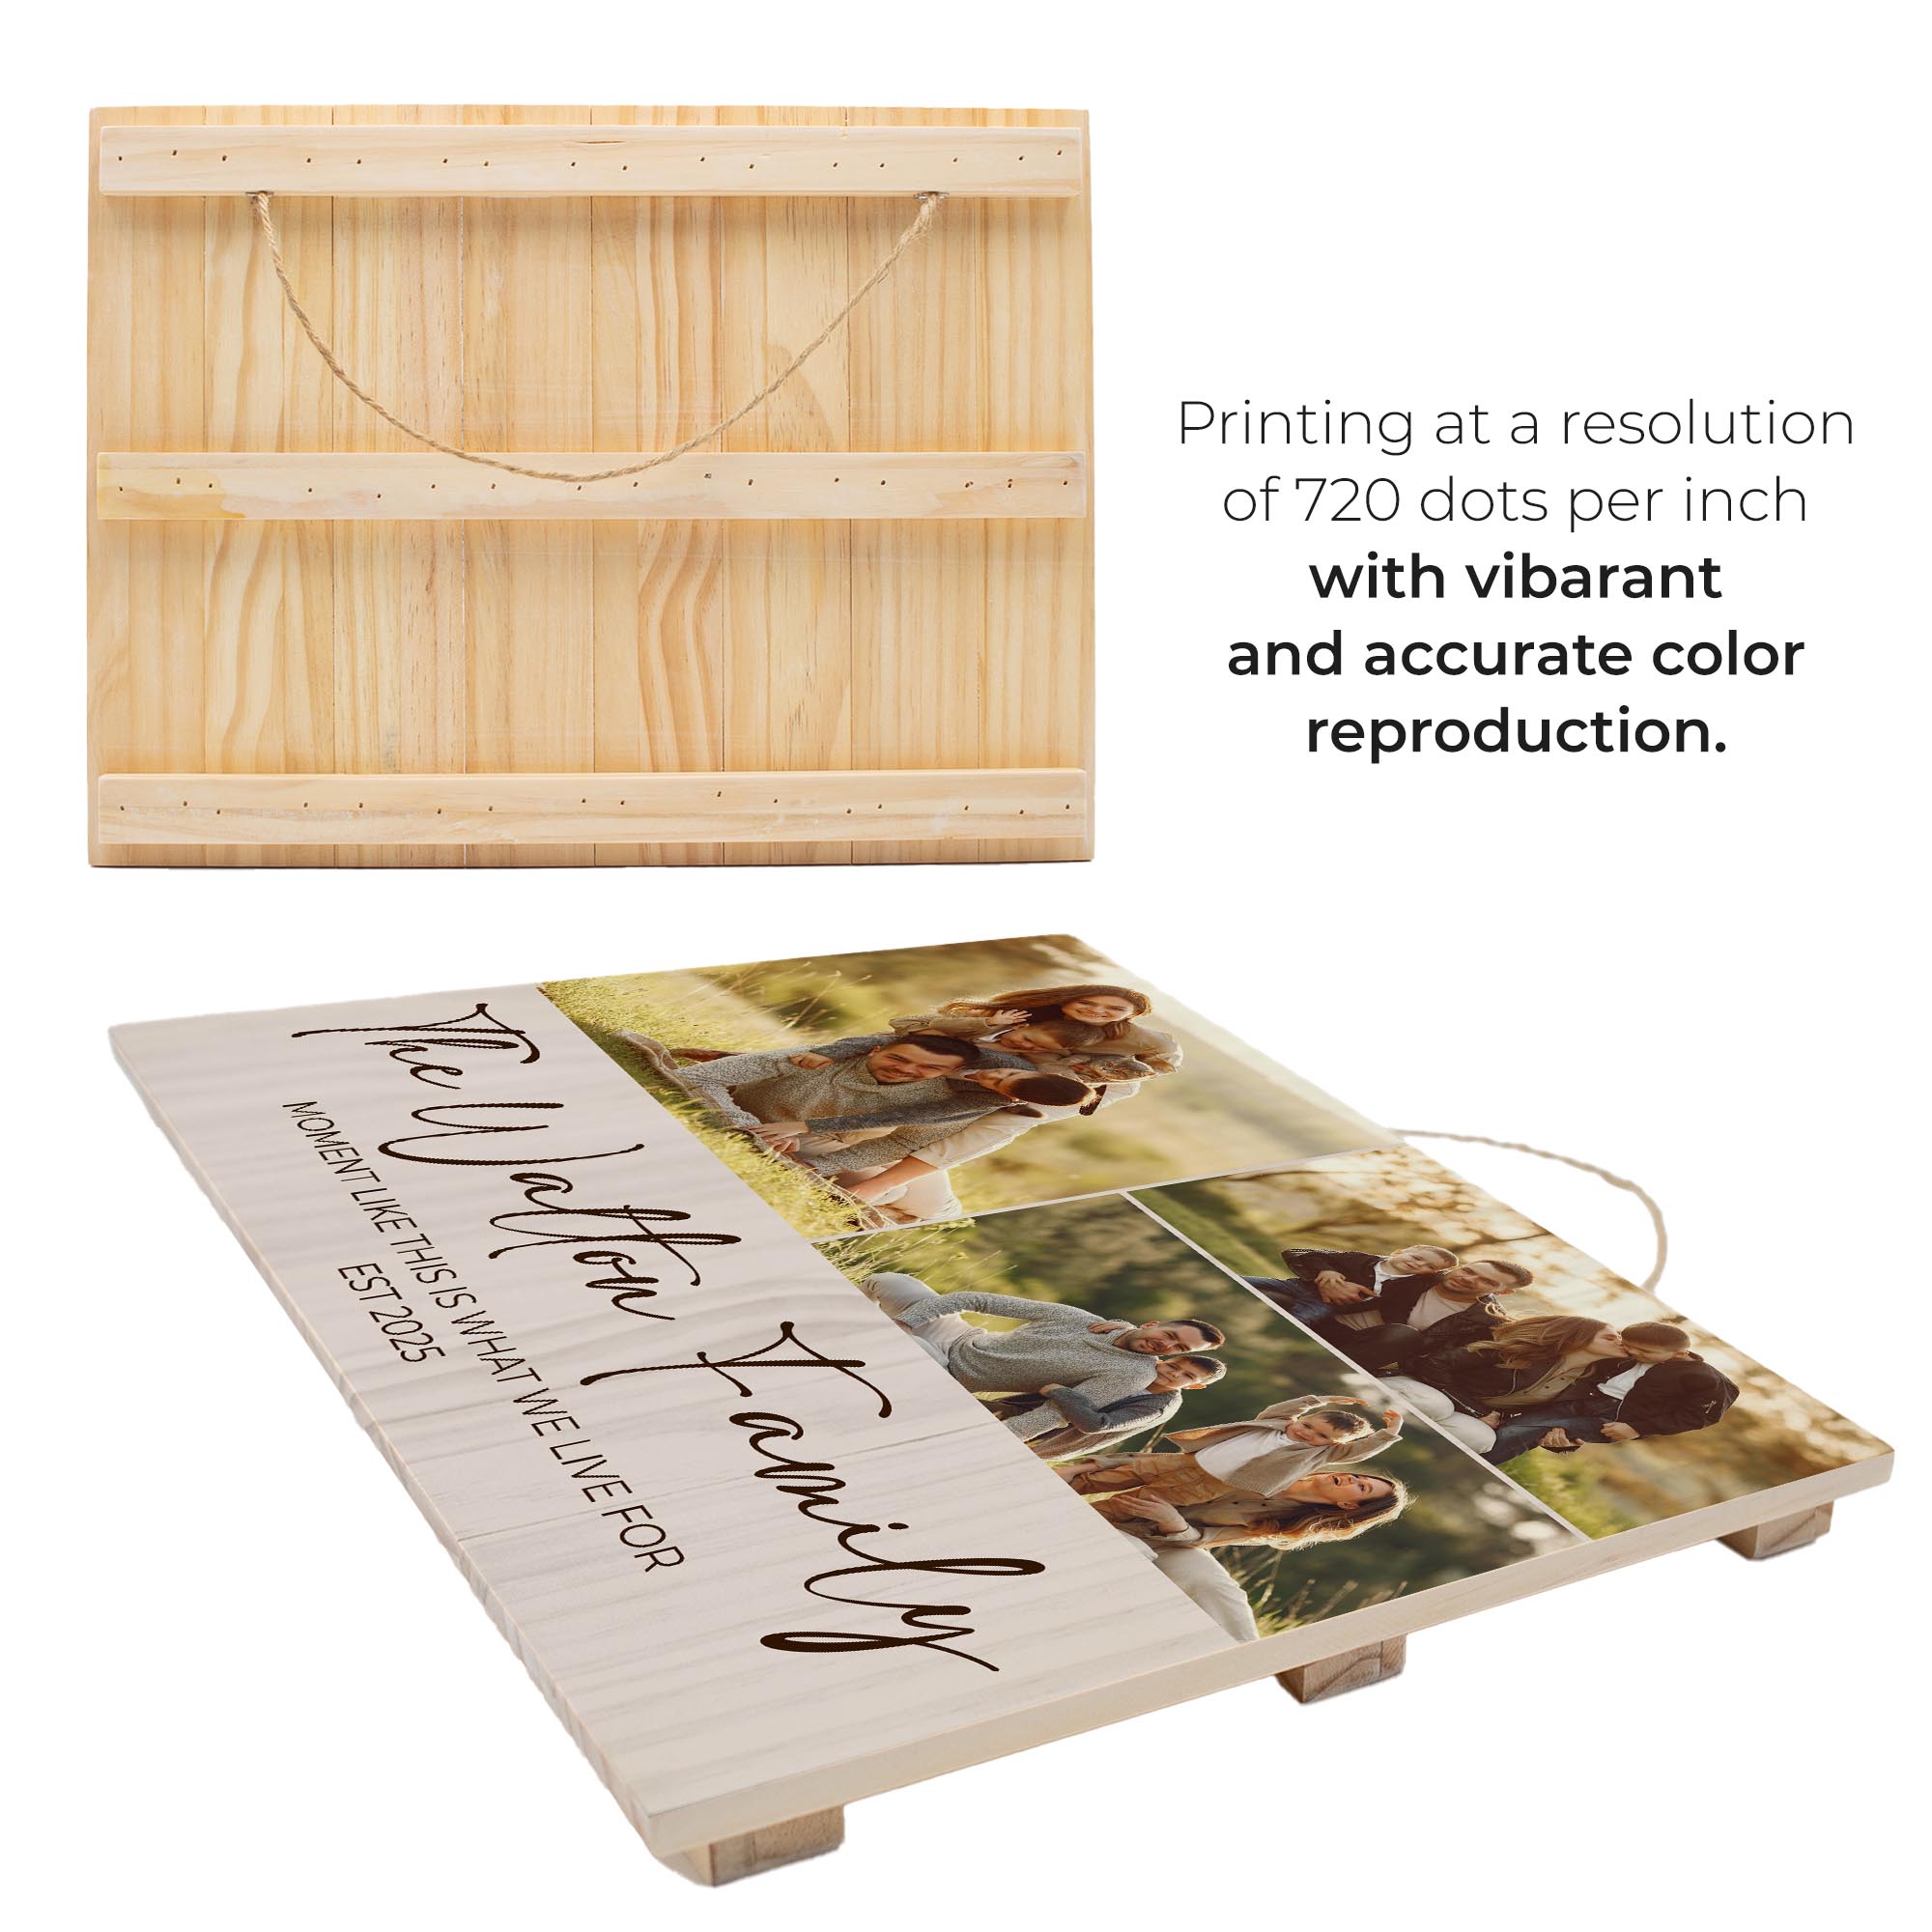 Printing at a resolution
of 720 dots per inch
with vibarant
and accurate color
reproduction.
The Walton Family
MOMENT LIKE THIS IS WHAT WE LIVE FOR
EST 2025